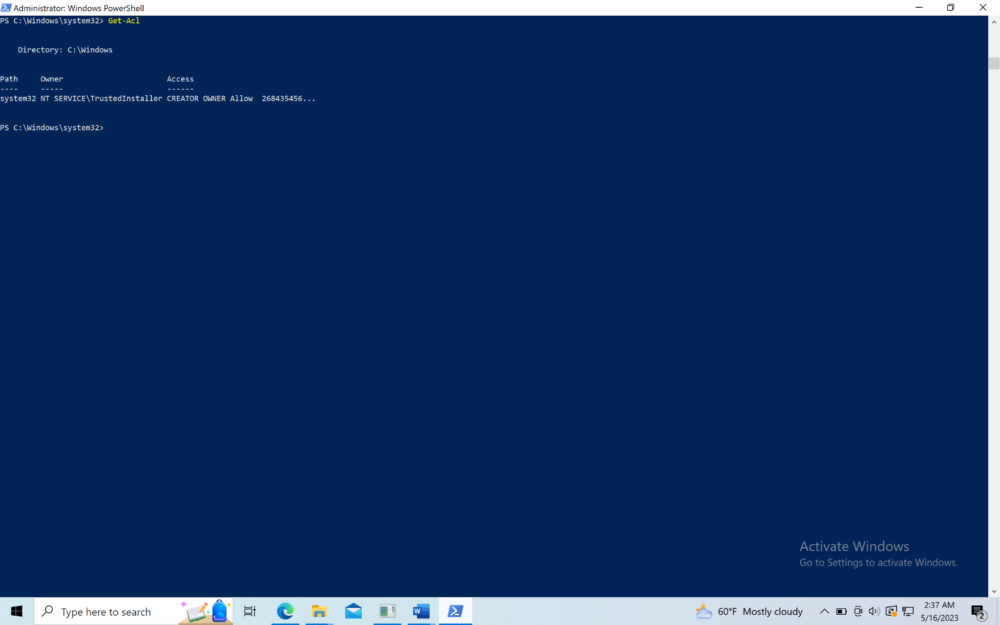 Administrator: Windows PowerShell
PS C:\Windows\system32> Get-Acl
Directory: C:\Windows
Path Owner Access
---- ----- ------
system32 NT SERVICE\TrustedInstaller CREATOR OWNER Allow 268435456...
PS C:\Windows\system32>
Activate Windows
Go to Settings to activate Windows.
Type here to search
W
60°F Mostly cloudy
2:37 AM
5/16/2023
2